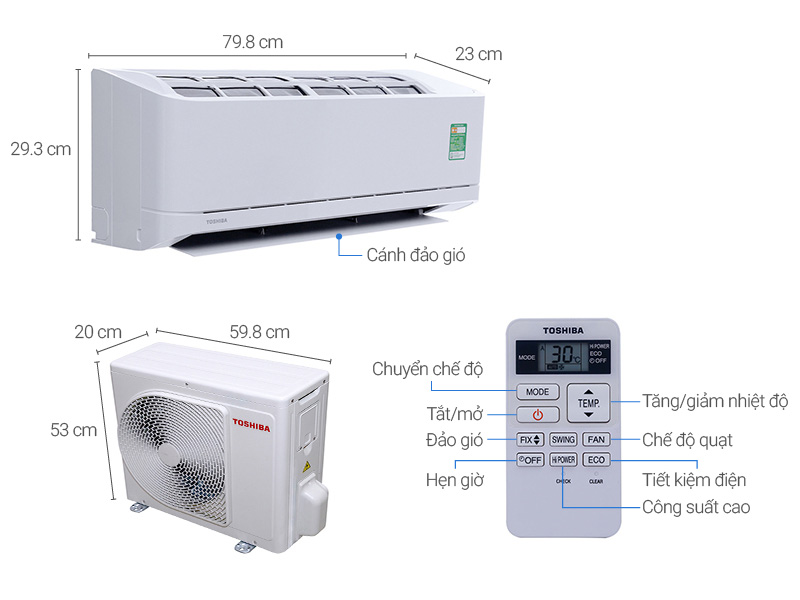 79.8 cm
23 cm
29.3 cm
TOSHIBA
Cánh đảo gió
20 cm
59.8 cm
53 cm
TOSHIBA
TOSHIBA
MODE
A
30°C
Hi POWER
ECO
OFF
Chuyển chế độ
MODE
TEMP.
Tăng/giảm nhiệt độ
Tắt/mở
Đảo gió
FIX
SWING
FAN
Chế độ quạt
Hẹn giờ
OFF
Hi POWER
ECO
Tiết kiệm điện
CHECK
CLEAR
Công suất cao